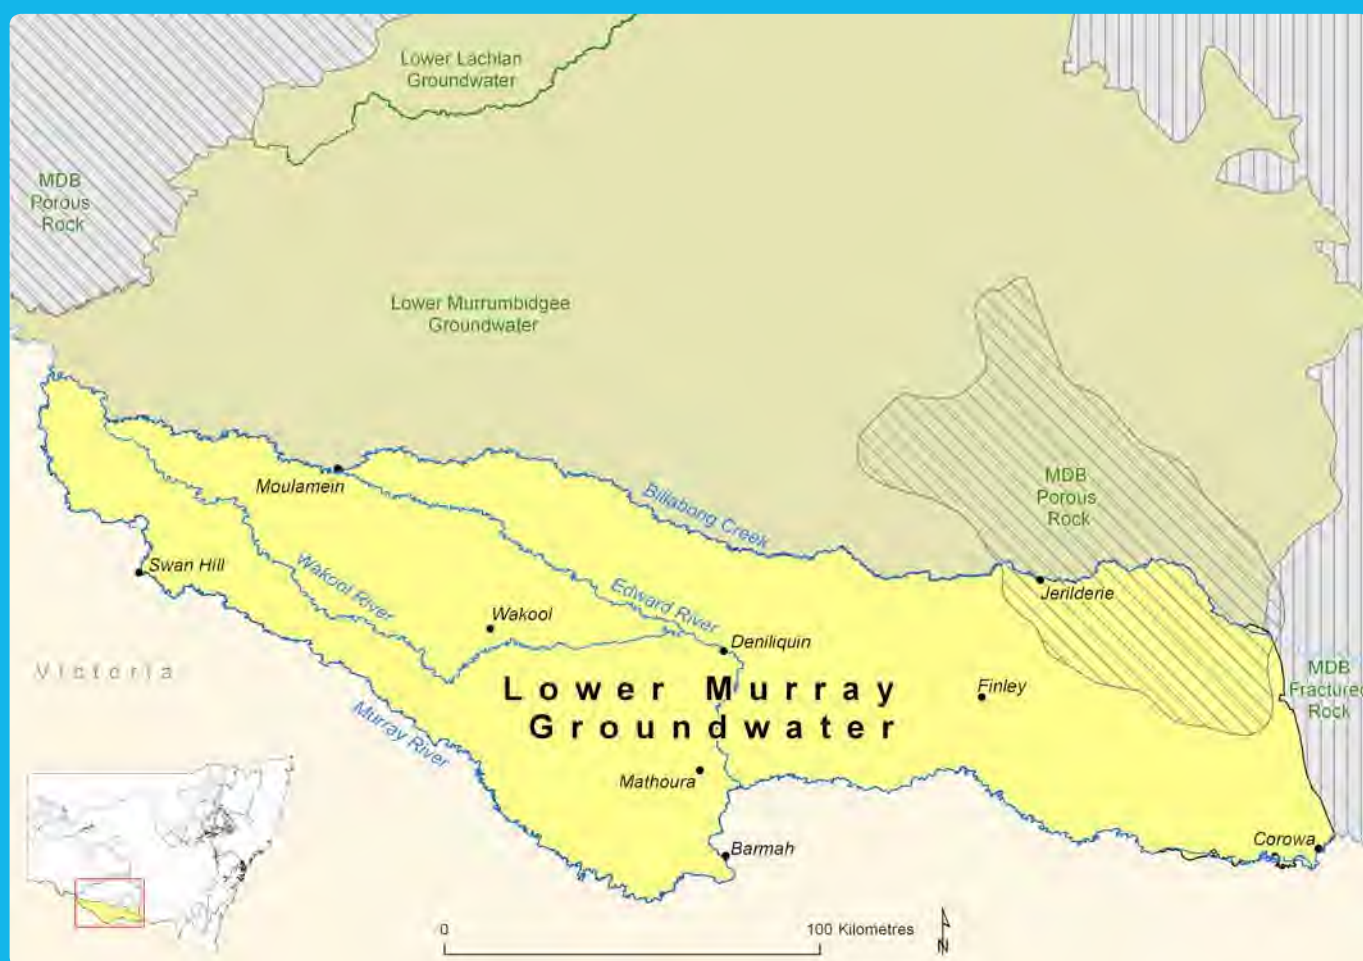 Lower Lachlan
Groundwater
MDB
Porous
Rock
Lower Murrumbidgee
Groundwater
MDB
Porous
Rock
Moulamein
Billabong Creek
Swan Hill
Wakool River
Edward River
Jerilderie
Wakool
Deniliquin
Victoria
Lower Murray
Groundwater
Finley
MDB
Fractured
Rock
Murray River
Mathoura
Barmah
Corowa
0
100 Kilometres
N